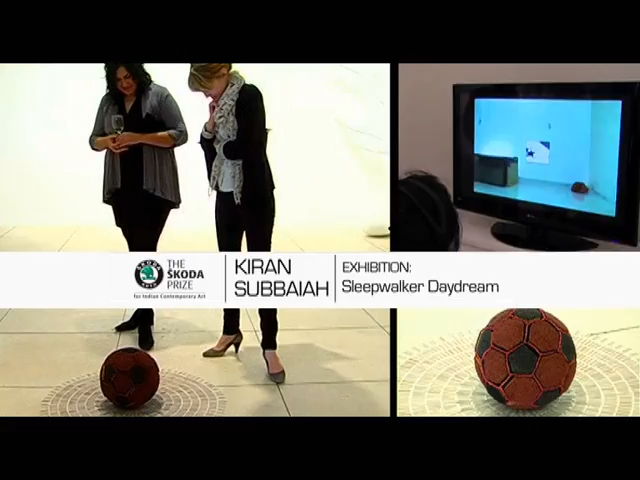 THE
ŠKODA
PRIZE
for Indian Contemporary Art
KIRAN
SUBBAIAH
EXHIBITION:
Sleepwalker Daydream